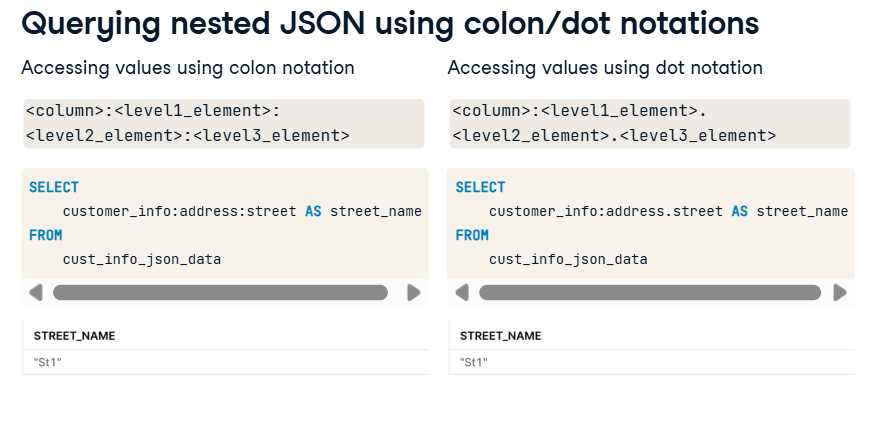 Querying nested JSON using colon/dot notations
Accessing values using colon notation
<column>:<level1_element>:
<level2_element>:<level3_element>
SELECT
customer_info:address:street AS street_name
FROM
cust_info_json_data
STREET_NAME
"St1"
Accessing values using dot notation
<column>:<level1_element>.
<level2_element>.<level3_element>
SELECT
customer_info:address.street AS street_name
FROM
cust_info_json_data
STREET_NAME
"St1"